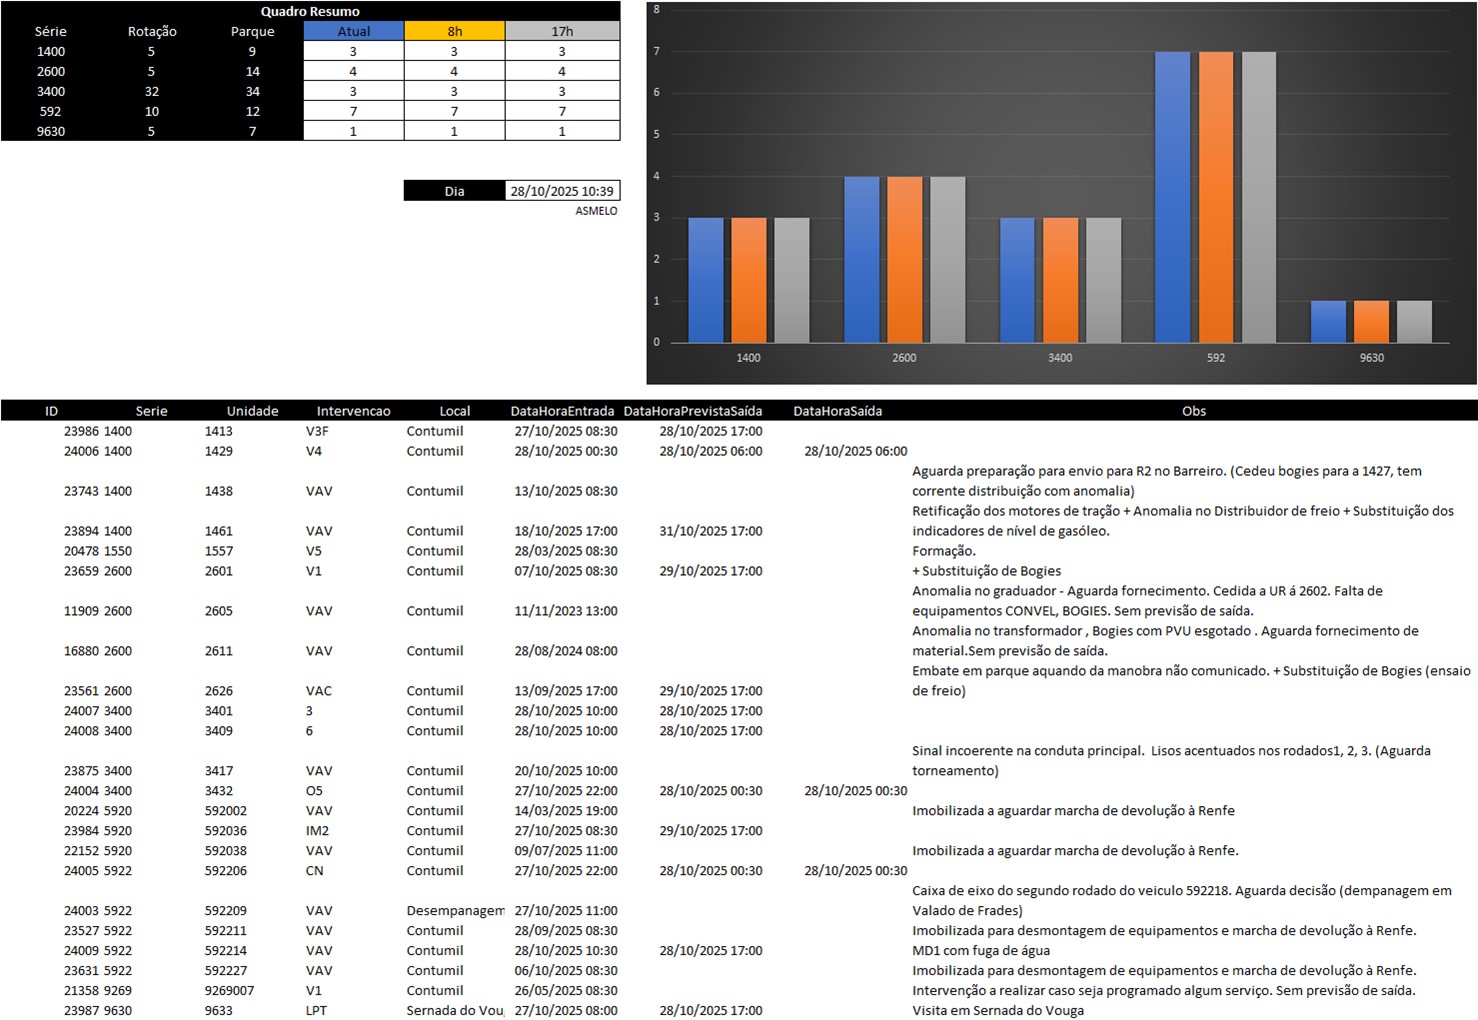 Quadro Resumo
Série Rotação Parque Atual 8h 17h
1400 5 9 3 3 3
2600 5 14 4 4 4
3400 32 34 3 3 3
592 10 12 7 7 7
9630 5 7 1 1 1
Dia 28/10/2025 10:39
ASMELO
8
7
6
5
4
3
2
1
0
1400 2600 3400 592 9630
ID Serie Unidade Intervencao Local DataHoraEntrada DataHoraPrevistaSaída DataHoraSaída Obs
23986 1400 1413 V3F Contumil 27/10/2025 08:30 28/10/2025 17:00
24006 1400 1429 V4 Contumil 28/10/2025 00:30 28/10/2025 06:00 28/10/2025 06:00
Aguarda preparação para envio para R2 no Barreiro. (Cedeu bogies para a 1427, tem
23743 1400 1438 VAV Contumil 13/10/2025 08:30 corrente distribuição com anomalia)
Retificação dos motores de tração + Anomalia no Distribuidor de freio + Substituição dos
23894 1400 1461 VAV Contumil 18/10/2025 17:00 31/10/2025 17:00 indicadores de nível de gasóleo.
20478 1550 1557 V5 Contumil 28/03/2025 08:30 Formação.
23659 2600 2601 V1 Contumil 07/10/2025 08:30 29/10/2025 17:00 + Substituição de Bogies
Anomalia no graduador - Aguarda fornecimento. Cedida a UR á 2602. Falta de
11909 2600 2605 VAV Contumil 11/11/2023 13:00 equipamentos CONVEL, BOGIES. Sem previsão de saída.
Anomalia no transformador , Bogies com PVU esgotado . Aguarda fornecimento de
16880 2600 2611 VAV Contumil 28/08/2024 08:00 material.Sem previsão de saída.
Embate em parque aquando da manobra não comunicado. + Substituição de Bogies (ensaio
23561 2600 2626 VAC Contumil 13/09/2025 17:00 29/10/2025 17:00 de freio)
24007 3400 3401 3 Contumil 28/10/2025 10:00 28/10/2025 17:00
24008 3400 3409 6 Contumil 28/10/2025 10:00 28/10/2025 17:00
Sinal incoerente na conduta principal.  Lisos acentuados nos rodados1, 2, 3. (Aguarda
23875 3400 3417 VAV Contumil 20/10/2025 10:00 torneamento)
24004 3400 3432 O5 Contumil 27/10/2025 22:00 28/10/2025 00:30 28/10/2025 00:30
20224 5920 592002 VAV Contumil 14/03/2025 19:00 Imobilizada a aguardar marcha de devolução à Renfe
23984 5920 592036 IM2 Contumil 27/10/2025 08:30 29/10/2025 17:00
22152 5920 592038 VAV Contumil 09/07/2025 11:00 Imobilizada a aguardar marcha de devolução à Renfe.
24005 5922 592206 CN Contumil 27/10/2025 22:00 28/10/2025 00:30 28/10/2025 00:30
Caixa de eixo do segundo rodado do veiculo 592218. Aguarda decisão (dempanagem em
24003 5922 592209 VAV Desempanagem 27/10/2025 11:00 Valado de Frades)
23527 5922 592211 VAV Contumil 28/09/2025 08:30 Imobilizada para desmontagem de equipamentos e marcha de devolução à Renfe.
24009 5922 592214 VAV Contumil 28/10/2025 10:30 28/10/2025 17:00 MD1 com fuga de água
23631 5922 592227 VAV Contumil 06/10/2025 08:30 Imobilizada para desmontagem de equipamentos e marcha de devolução à Renfe.
21358 9269 9269007 V1 Contumil 26/05/2025 08:30 Intervenção a realizar caso seja programado algum serviço. Sem previsão de saída.
23987 9630 9633 LPT Sernada do Vou 27/10/2025 08:00 28/10/2025 17:00 Visita em Sernada do Vouga